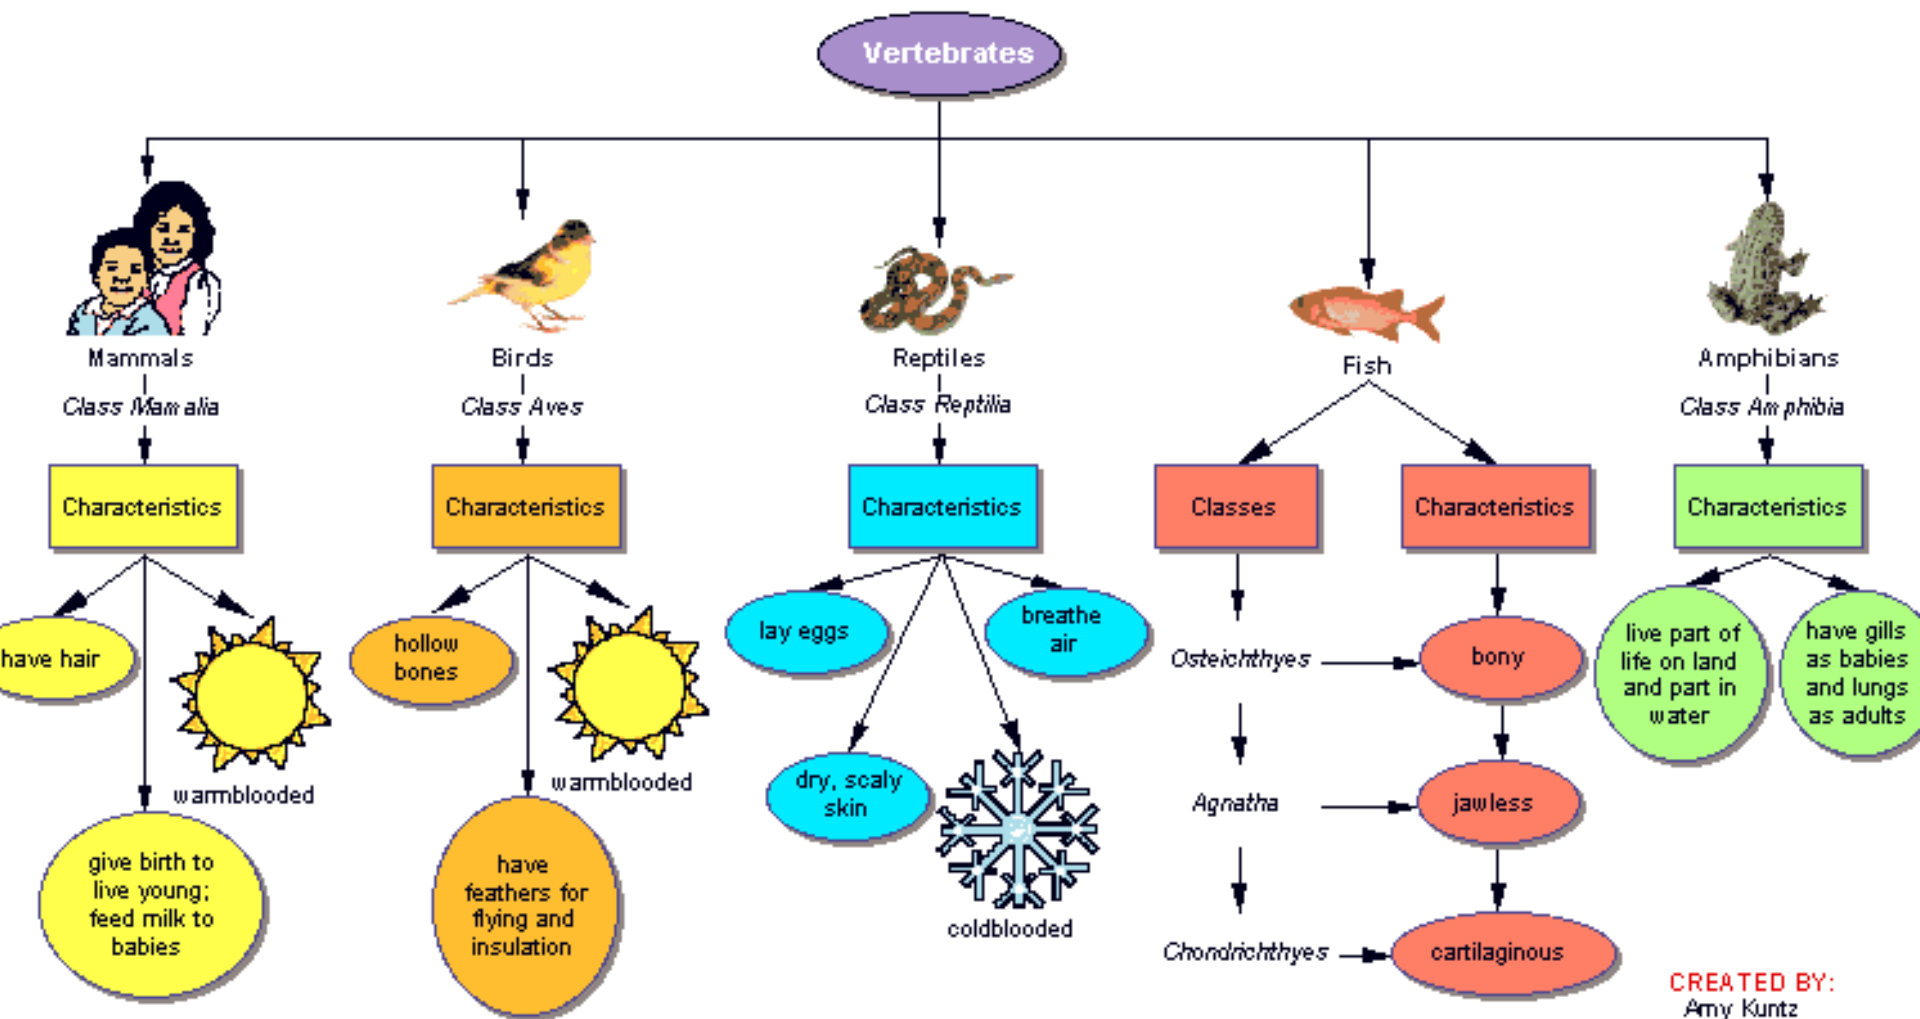 Vertebrates
Mammals
Class Mamalia
Characteristics
have hair
warmblooded
give birth to
live young;
feed milk to
babies
Birds
Class Aves
Characteristics
hollow
bones
warmblooded
have
feathers for
flying and
insulation
Reptiles
Class Reptilia
Characteristics
lay eggs
breathe
air
dry, scaly
skin
coldblooded
Fish
Classes
Osteichthyes
Agnatha
Chondrichthyes
Characteristics
bony
jawless
cartilaginous
Amphibians
Class Amphibia
Characteristics
live part of
life on land
and part in
water
have gills
as babies
and lungs
as adults
CREATED BY:
Amy Kuntz